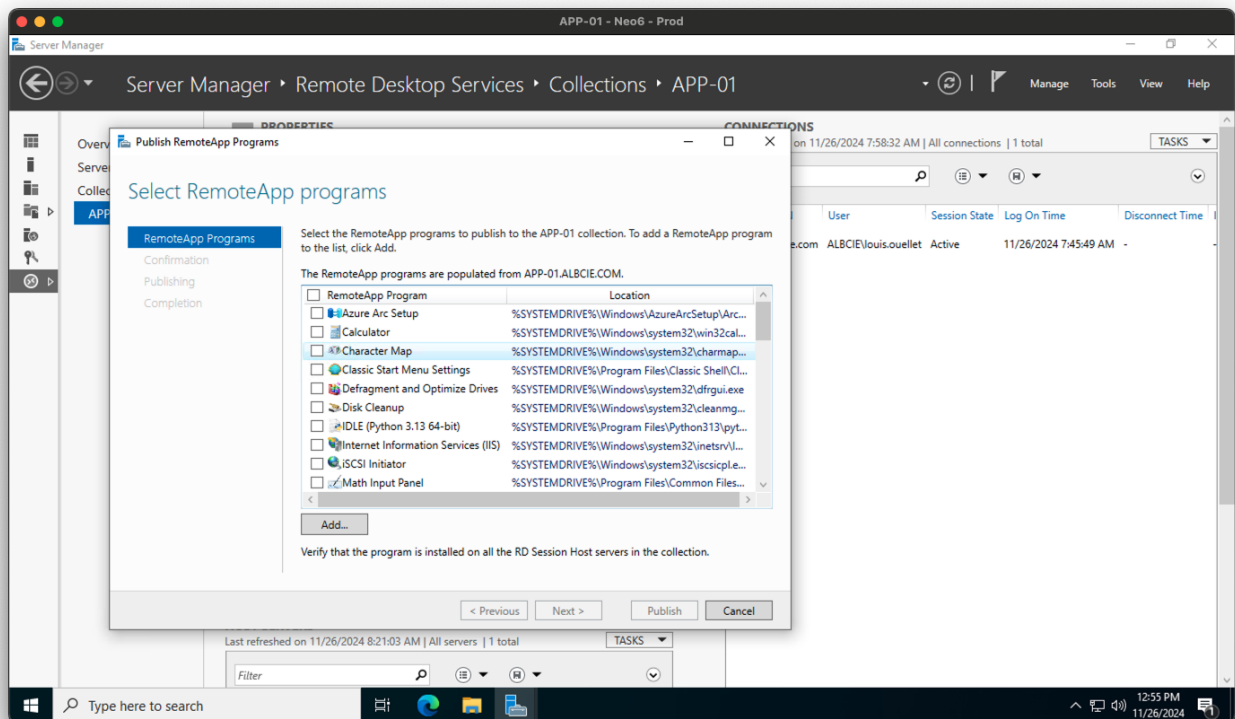 APP-01 - Neo6 - Prod
Server Manager
Server Manager ‣ Remote Desktop Services ‣ Collections ‣ APP-01
Manage Tools View Help
PROPERTIES
CONNECTIONS
on 11/26/2024 7:58:32 AM | All connections | 1 total
TASKS
Overv
Server
Collec
APP
Publish RemoteApp Programs
Select RemoteApp programs
RemoteApp Programs
Confirmation
Publishing
Completion
Select the RemoteApp programs to publish to the APP-01 collection. To add a RemoteApp program
to the list, click Add.
The RemoteApp programs are populated from APP-01.ALBCIE.COM.
RemoteApp Program Location
Azure Arc Setup %SYSTEMDRIVE%\Windows\AzureArcSetup\Arc...
Calculator %SYSTEMDRIVE%\Windows\system32\win32cal...
Character Map %SYSTEMDRIVE%\Windows\system32\charmap...
Classic Start Menu Settings %SYSTEMDRIVE%\Program Files\Classic Shell\Cl...
Defragment and Optimize Drives %SYSTEMDRIVE%\Windows\system32\dfrgui.exe
Disk Cleanup %SYSTEMDRIVE%\Windows\system32\cleanmg...
IDLE (Python 3.13 64-bit) %SYSTEMDRIVE%\Program Files\Python313\pyt...
Internet Information Services (IIS) %SYSTEMDRIVE%\Windows\system32\inetsrv\I...
iSCSI Initiator %SYSTEMDRIVE%\Windows\system32\iscsicpl.e...
Math Input Panel %SYSTEMDRIVE%\Program Files\Common Files...
Add...
Verify that the program is installed on all the RD Session Host servers in the collection.
< Previous Next > Publish Cancel
User Session State Log On Time Disconnect Time
e.com ALBCIE\louis.ouellet Active 11/26/2024 7:45:49 AM - -
Last refreshed on 11/26/2024 8:21:03 AM | All servers | 1 total
TASKS
Filter
Type here to search
12:55 PM
11/26/2024
1